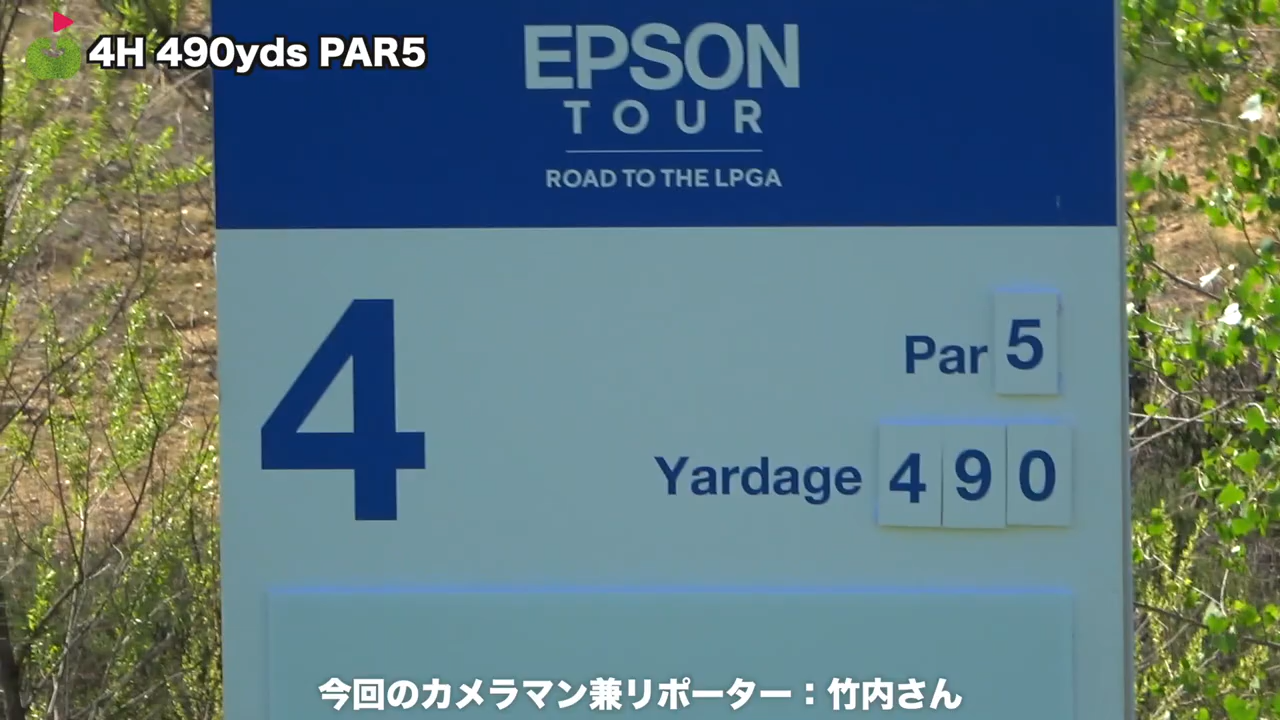 4H 490yds PAR5
EPSON
TOUR
ROAD TO THE LPGA
4
Par 5
Yardage 490
今回のカメラマン兼リポーター：竹内さん